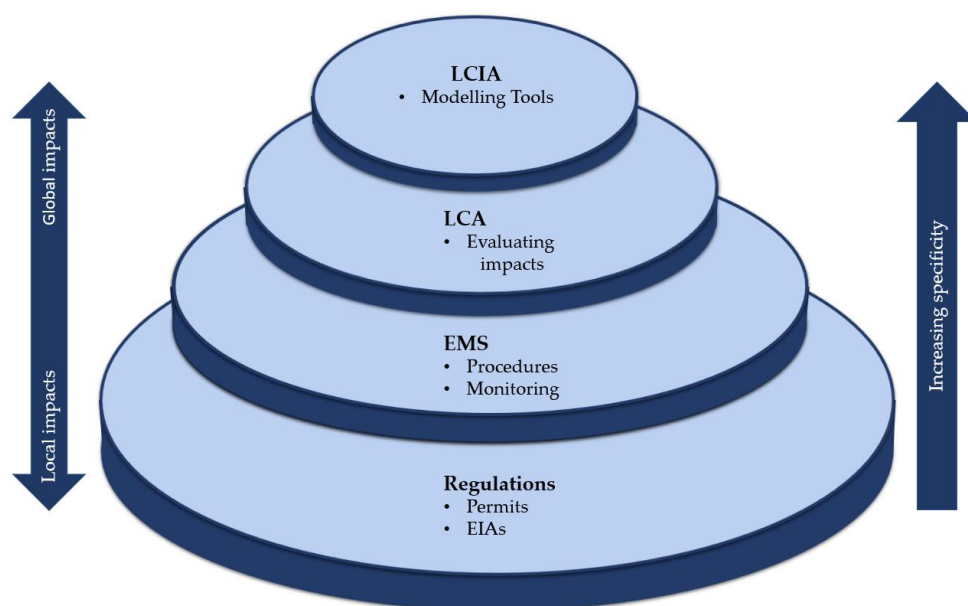 LCIA
• Modelling Tools
LCA
• Evaluating
impacts
EMS
• Procedures
• Monitoring
Regulations
• Permits
• EIAs
Global impacts
Local impacts
Increasing specificity